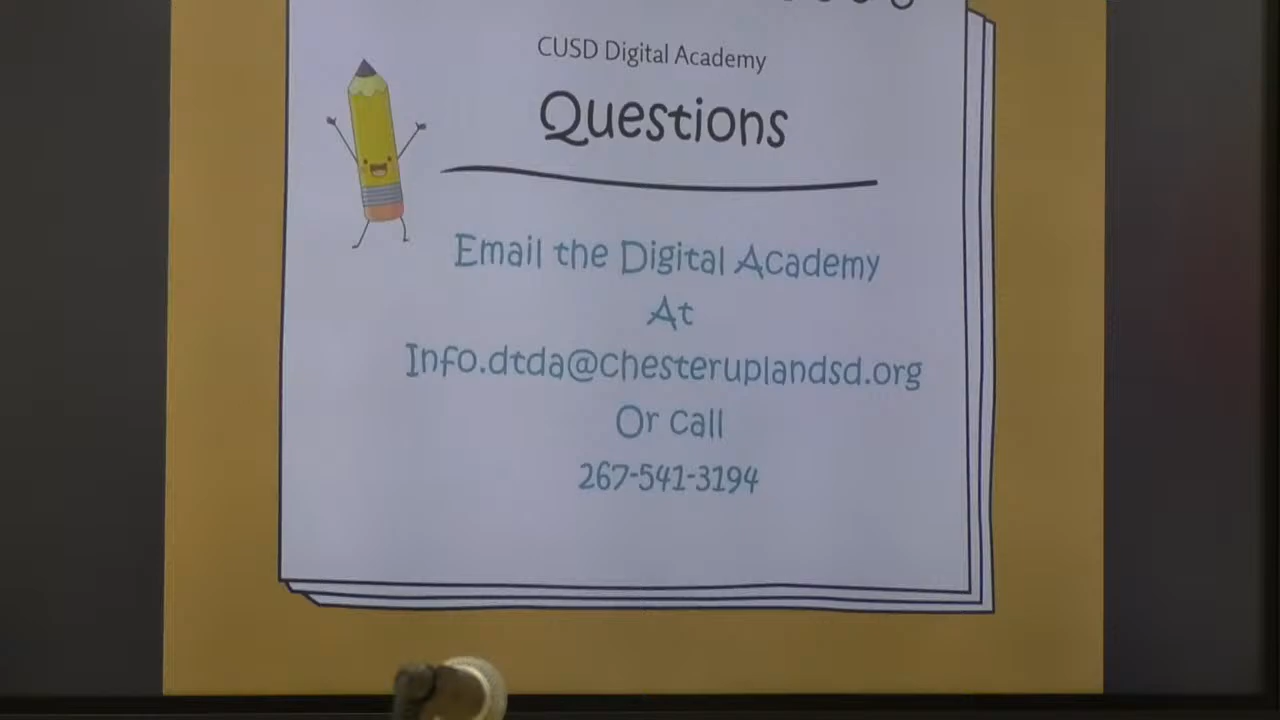 CUSD Digital Academy
Questions
Email the Digital Academy
At
Info.dtda@chesteruplandsd.org
Or call
267-541-3194